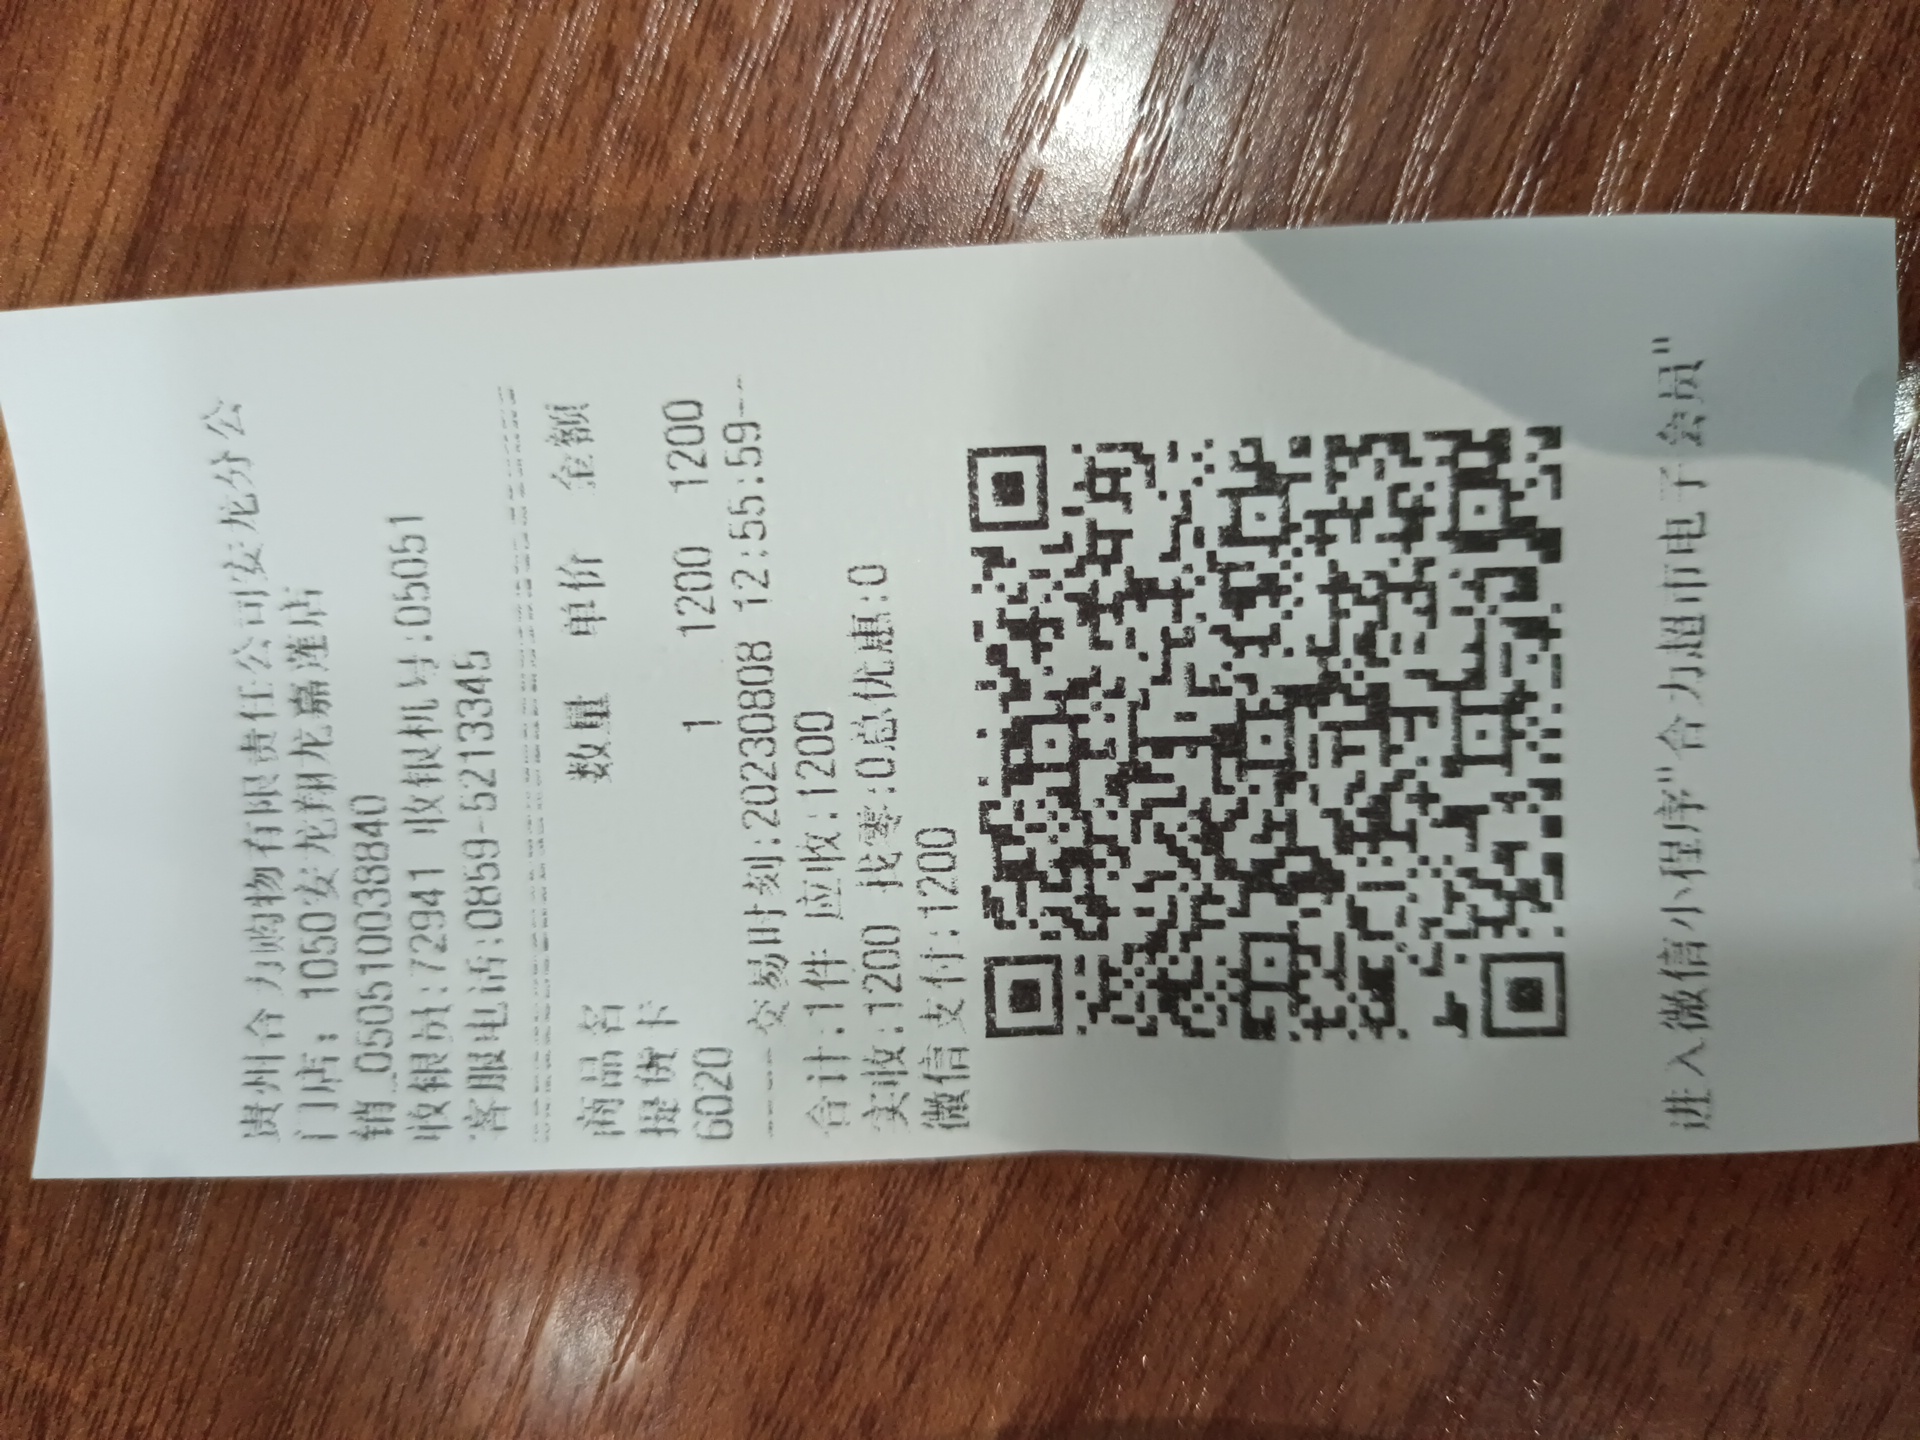 贵州合力购物有限责任公司安龙分公
门店：1050安龙翔龙嘉莲店
销_0505100388​40
收银员:72941 收银机号:05051
客服电话:0859-5213345
商品名 数量 单价 金额
提货卡
6020 1 1200 1200
----交易时刻:20230808 12:55:59--
合计:1件 应收:1200
实收:1200 找零:0总优惠:0
微信支付:1200
进入微信小程序"合力超市电子会员"